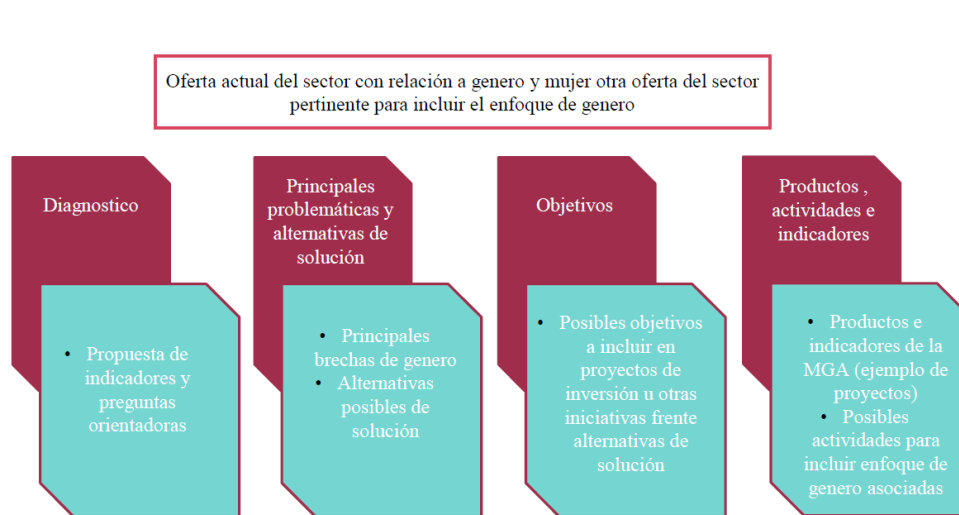 Oferta actual del sector con relación a genero y mujer otra oferta del sector
pertinente para incluir el enfoque de genero
Diagnostico
• Propuesta de
indicadores y
preguntas
orientadoras
Principales
problemáticas y
alternativas de
solución
• Principales
brechas de genero
• Alternativas
posibles de
solución
Objetivos
• Posibles objetivos
a incluir en
proyectos de
inversión u otras
iniciativas frente
alternativas de
solución
Productos ,
actividades e
indicadores
• Productos e
indicadores de la
MGA (ejemplo de
proyectos)
• Posibles
actividades para
incluir enfoque de
genero asociadas